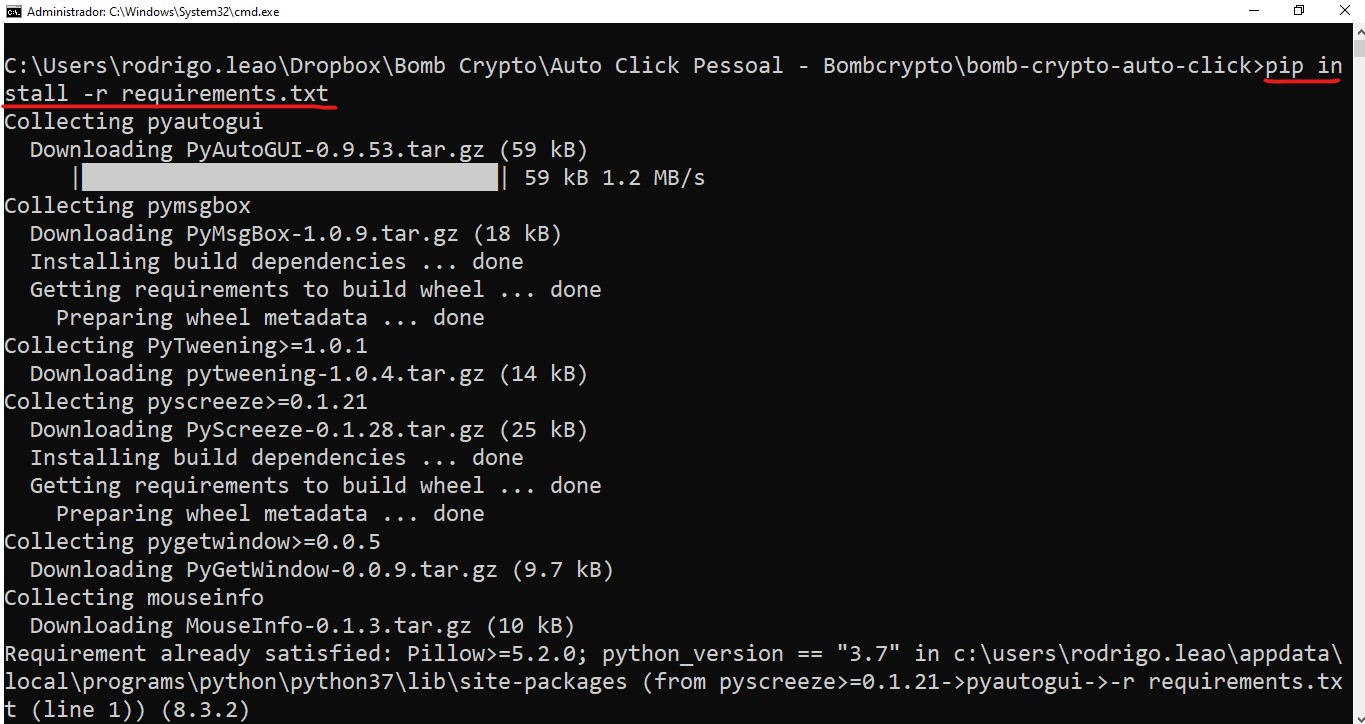 Administrador: C:\Windows\System32\cmd.exe
C:\Users\rodrigo.leao\Dropbox\Bomb Crypto\Auto Click Pessoal - Bombcrypto\bomb-crypto-auto-click>pip in
stall -r requirements.txt
Collecting pyautogui
  Downloading PyAutoGUI-0.9.53.tar.gz (59 kB)
     |████████████████████████████████| 59 kB 1.2 MB/s
Collecting pymsgbox
  Downloading PyMsgBox-1.0.9.tar.gz (18 kB)
  Installing build dependencies ... done
  Getting requirements to build wheel ... done
    Preparing wheel metadata ... done
Collecting PyTweening>=1.0.1
  Downloading pytweening-1.0.4.tar.gz (14 kB)
Collecting pyscreeze>=0.1.21
  Downloading PyScreeze-0.1.28.tar.gz (25 kB)
  Installing build dependencies ... done
  Getting requirements to build wheel ... done
    Preparing wheel metadata ... done
Collecting pygetwindow>=0.0.5
  Downloading PyGetWindow-0.0.9.tar.gz (9.7 kB)
Collecting mouseinfo
  Downloading MouseInfo-0.1.3.tar.gz (10 kB)
Requirement already satisfied: Pillow>=5.2.0; python_version == "3.7" in c:\users\rodrigo.leao\appdata\
local\programs\python\python37\lib\site-packages (from pyscreeze>=0.1.21->pyautogui->-r requirements.tx
t (line 1)) (8.3.2)